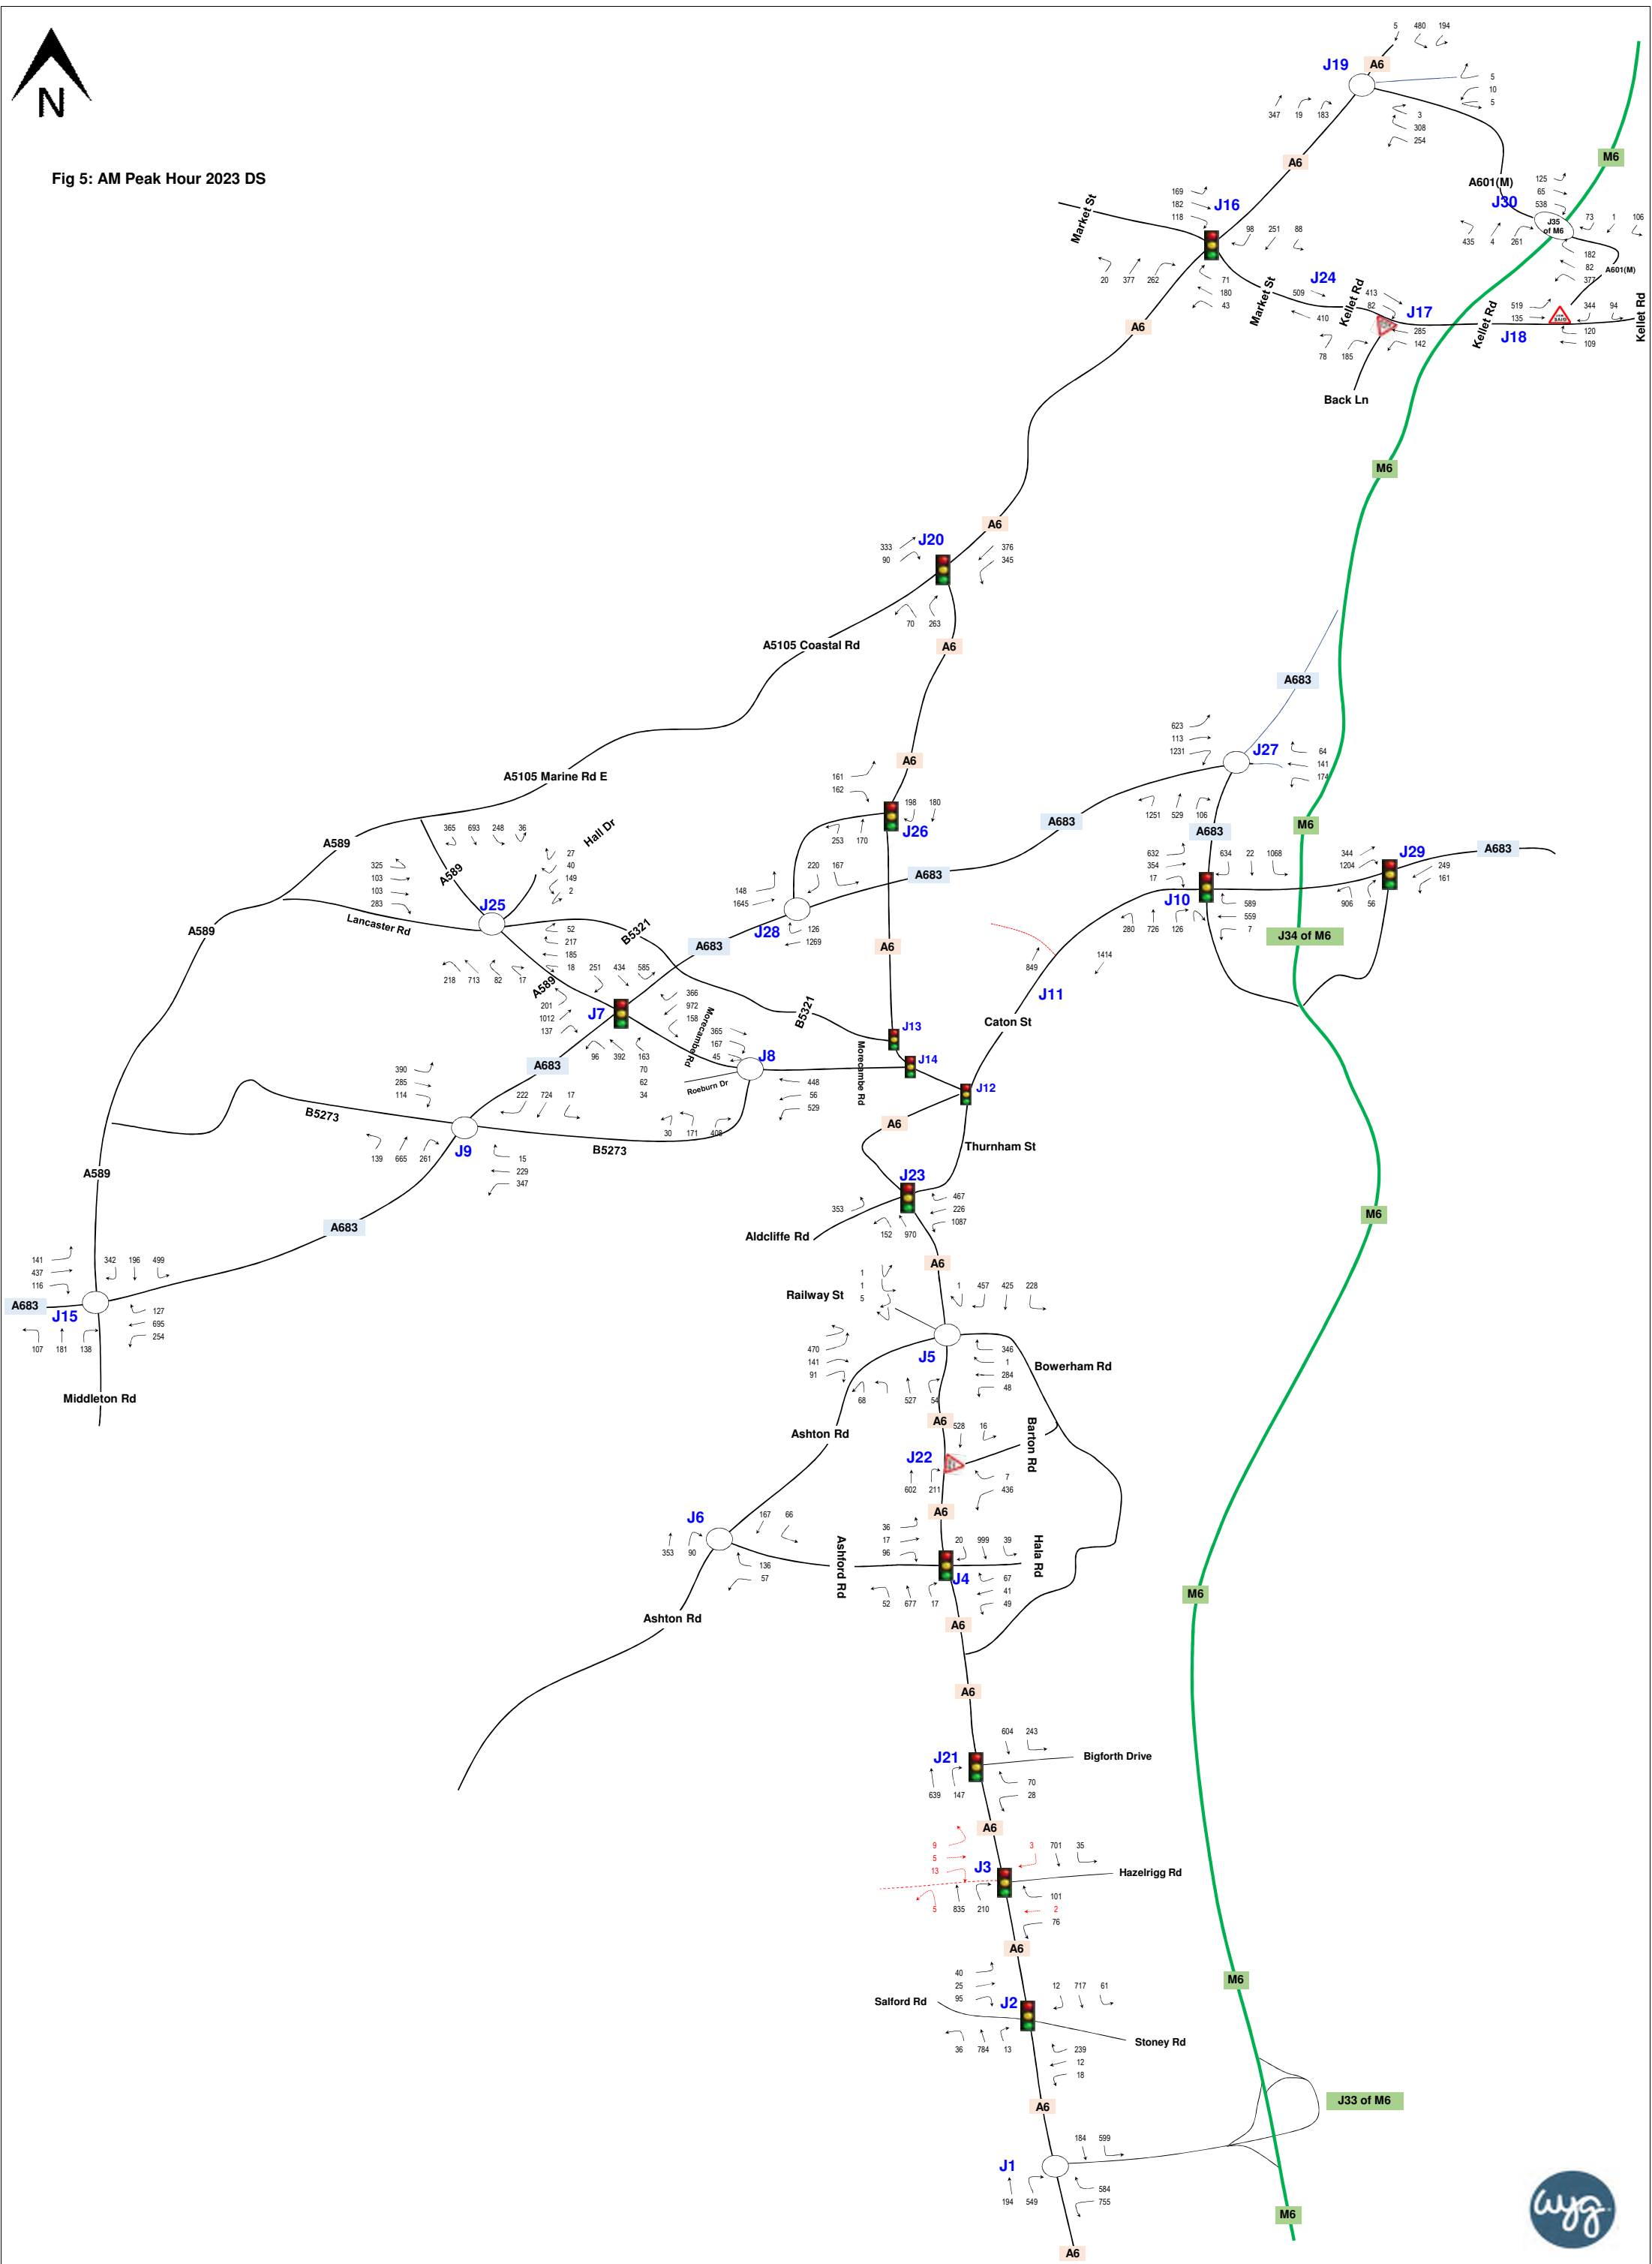 N
Fig 5: AM Peak Hour 2023 DS
5 480 194
J19
A6
5
10
5
347 19 183
3
308
254
A6
M6
A601(M)
J30
125
65
538
J35
of M6
73 1 106
435 4 261
182
82
377
A601(M)
Market St
169
182
118
J16
98 251 88
20 377 262
71
180
43
Market St
J24
509
410
Kellet Rd
413
82
J17
285
142
78 185
Back Ln
Kellet Rd
519
135
J18
344 94
120
109
Kellet Rd
A6
M6
A6
J20
333
90
376
345
70 263
A5105 Coastal Rd
A6
A683
623
113
1231
J27
64
141
174
1251 529 106
A6
A5105 Marine Rd E
161
162
198 180
J26
253 170
A683
A683
M6
A589
365 693 248 36
Hall Dr
27
40
149
2
325
103
103
283
A589
J25
Lancaster Rd
220 167
148
1645
A683
J28
126
1269
632
354
17
634 22 1068
J10
589
559
7
280 726 126
344
1204
J29
249
161
906 56
A683
J34 of M6
A589
B5321
A683
A6
52
217
185
18
218 713 82 17
A589
251 434 585
201
1012
137
J7
366
972
158
96 392 163
70
62
34
849
1414
J11
Caton St
B5321
J13
J14
J12
Morecambe Rd
365
167
45
J8
Roeburn Dr
Morecambe Rd
448
56
529
30 171 408
A683
390
285
114
222 724 17
B5273
139 665 261
J9
15
229
347
B5273
A6
Thurnham St
A589
J23
353
467
226
1087
152 970
Aldcliffe Rd
A683
M6
A6
141
437
116
342 196 499
A683
J15
127
695
254
107 181 138
Middleton Rd
1
1
5
Railway St
1 457 425 228
470
141
91
J5
346
1
284
48
68 527 54
Bowerham Rd
Ashton Rd
A6
528 16
Barton Rd
J22
602 211
7
436
A6
J6
167 66
353 90
136
57
Ashford Rd
36
17
96
20 999 39
Hala Rd
J4
67
41
49
52 677 17
M6
Ashton Rd
A6
A6
604 243
J21
Bigforth Drive
639 147
70
28
A6
9
5
13
3 701 35
J3
Hazelrigg Rd
5 835 210
101
2
76
A6
40
25
95
12 717 61
Salford Rd
J2
Stoney Rd
36 784 13
239
12
18
M6
A6
J33 of M6
184 599
J1
194 549
584
755
M6
A6
ayg